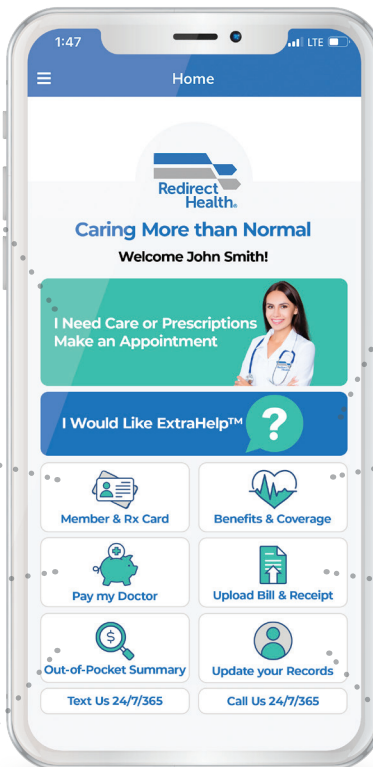 1:47
LTE
Home
Redirect
Health®
Caring More than Normal
Welcome John Smith!
I Need Care or Prescriptions
Make an Appointment
I Would Like ExtraHelp™
?
Member & Rx Card
Benefits & Coverage
Pay my Doctor
Upload Bill & Receipt
$
Out-of-Pocket Summary
Update your Records
Text Us 24/7/365
Call Us 24/7/365